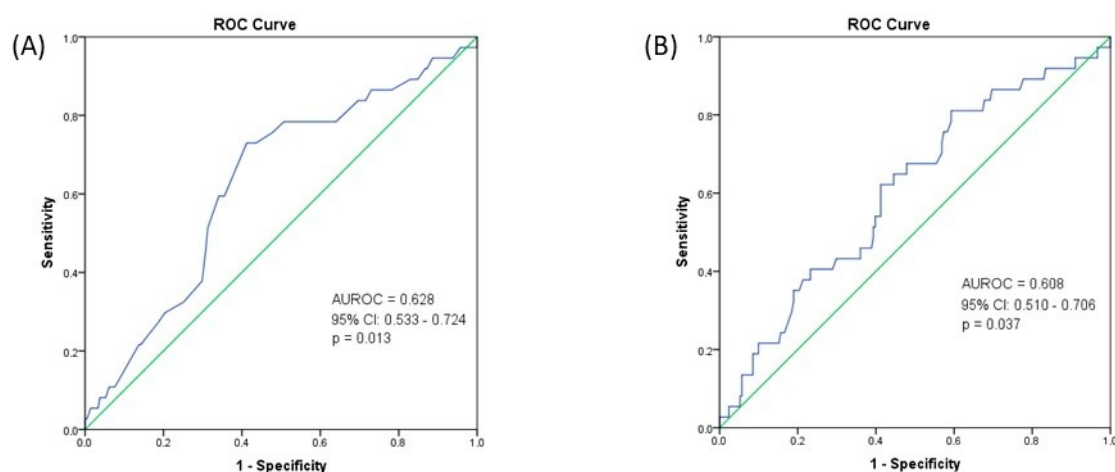 (A)
ROC Curve
1.0
0.8
0.6
0.4
0.2
0.0
Sensitivity
AUROC = 0.628
95% CI: 0.533 - 0.724
p = 0.013
0.0 0.2 0.4 0.6 0.8 1.0
1 - Specificity
(B)
ROC Curve
1.0
0.8
0.6
0.4
0.2
0.0
Sensitivity
AUROC = 0.608
95% CI: 0.510 - 0.706
p = 0.037
0.0 0.2 0.4 0.6 0.8 1.0
1 - Specificity